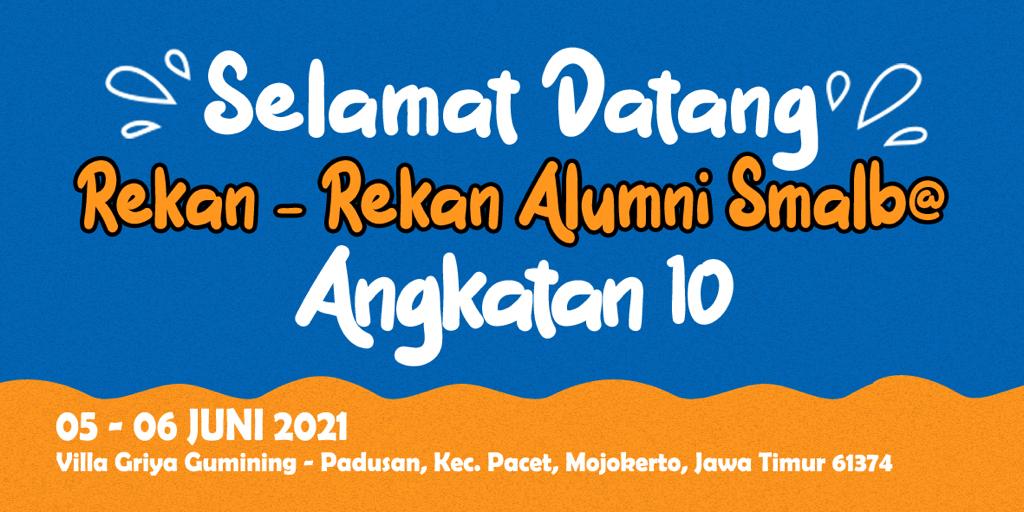 Selamat Datang
Rekan - Rekan Alumni Smalb@
Angkatan 10
05 - 06 JUNI 2021
Villa Griya Gumining - Padusan, Kec. Pacet, Mojokerto, Jawa Timur 61374